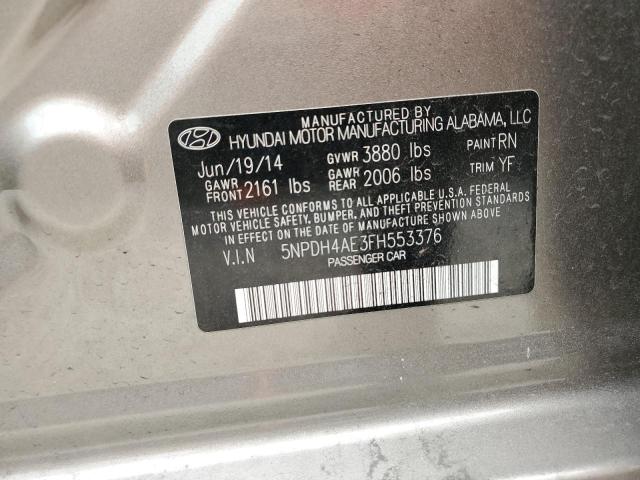 MANUFACTURED BY
HYUNDAI MOTOR MANUFACTURING ALABAMA, LLC
Jun/19/14 GVWR 3880 lbs PAINT RN
GAWR FRONT 2161 lbs GAWR REAR 2006 lbs TRIM YF
THIS VEHICLE CONFORMS TO ALL APPLICABLE U.S.A. FEDERAL
MOTOR VEHICLE SAFETY, BUMPER, AND THEFT PREVENTION STANDARDS
IN EFFECT ON THE DATE OF MANUFACTURE SHOWN ABOVE.
V.I.N 5NPDH4AE3FH553376
PASSENGER CAR